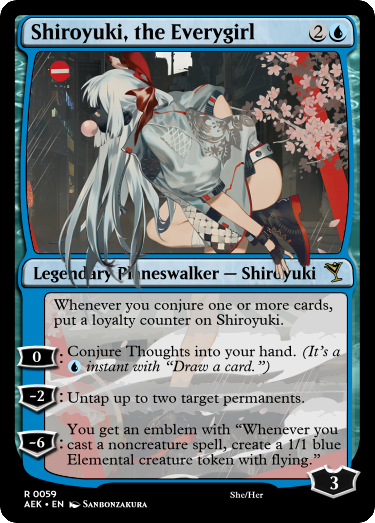 Shiroyuki, the Everygirl 2
Legendary Planeswalker — Shiroyuki
Whenever you conjure one or more cards,
put a loyalty counter on Shiroyuki.
0: Conjure Thoughts into your hand. (It's a
instant with “Draw a card.”)
-2: Untap up to two target permanents.
-6: You get an emblem with “Whenever you
cast a noncreature spell, create a 1/1 blue
Elemental creature token with flying.”
3
R 0059
AEK • EN Sanbonzakura
She/Her